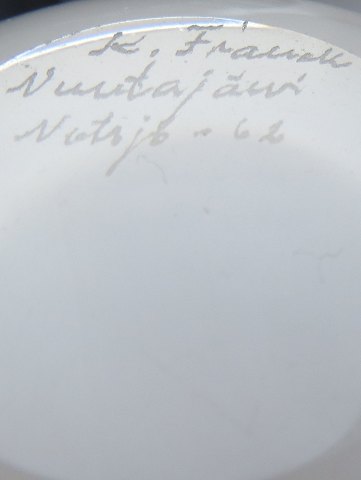 K. Franck
Nuutajärvi
Notsjö - 62